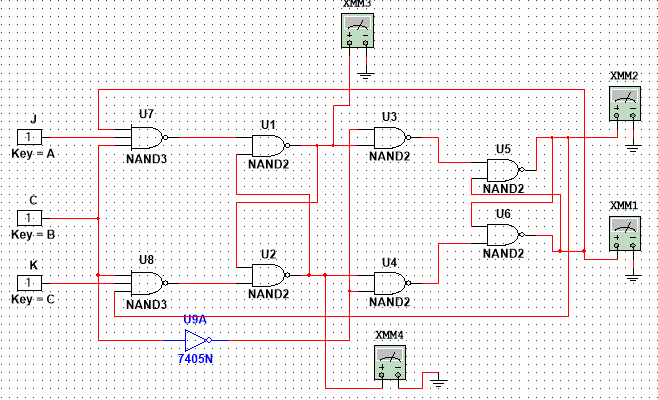 XMM3
XMM2
J
1
Key = A
U7
NAND3
U1
NAND2
U3
NAND2
U5
NAND2
C
1
Key = B
U6
NAND2
XMM1
K
1
Key = C
U8
NAND3
U2
NAND2
U4
NAND2
U9A
7405N
XMM4